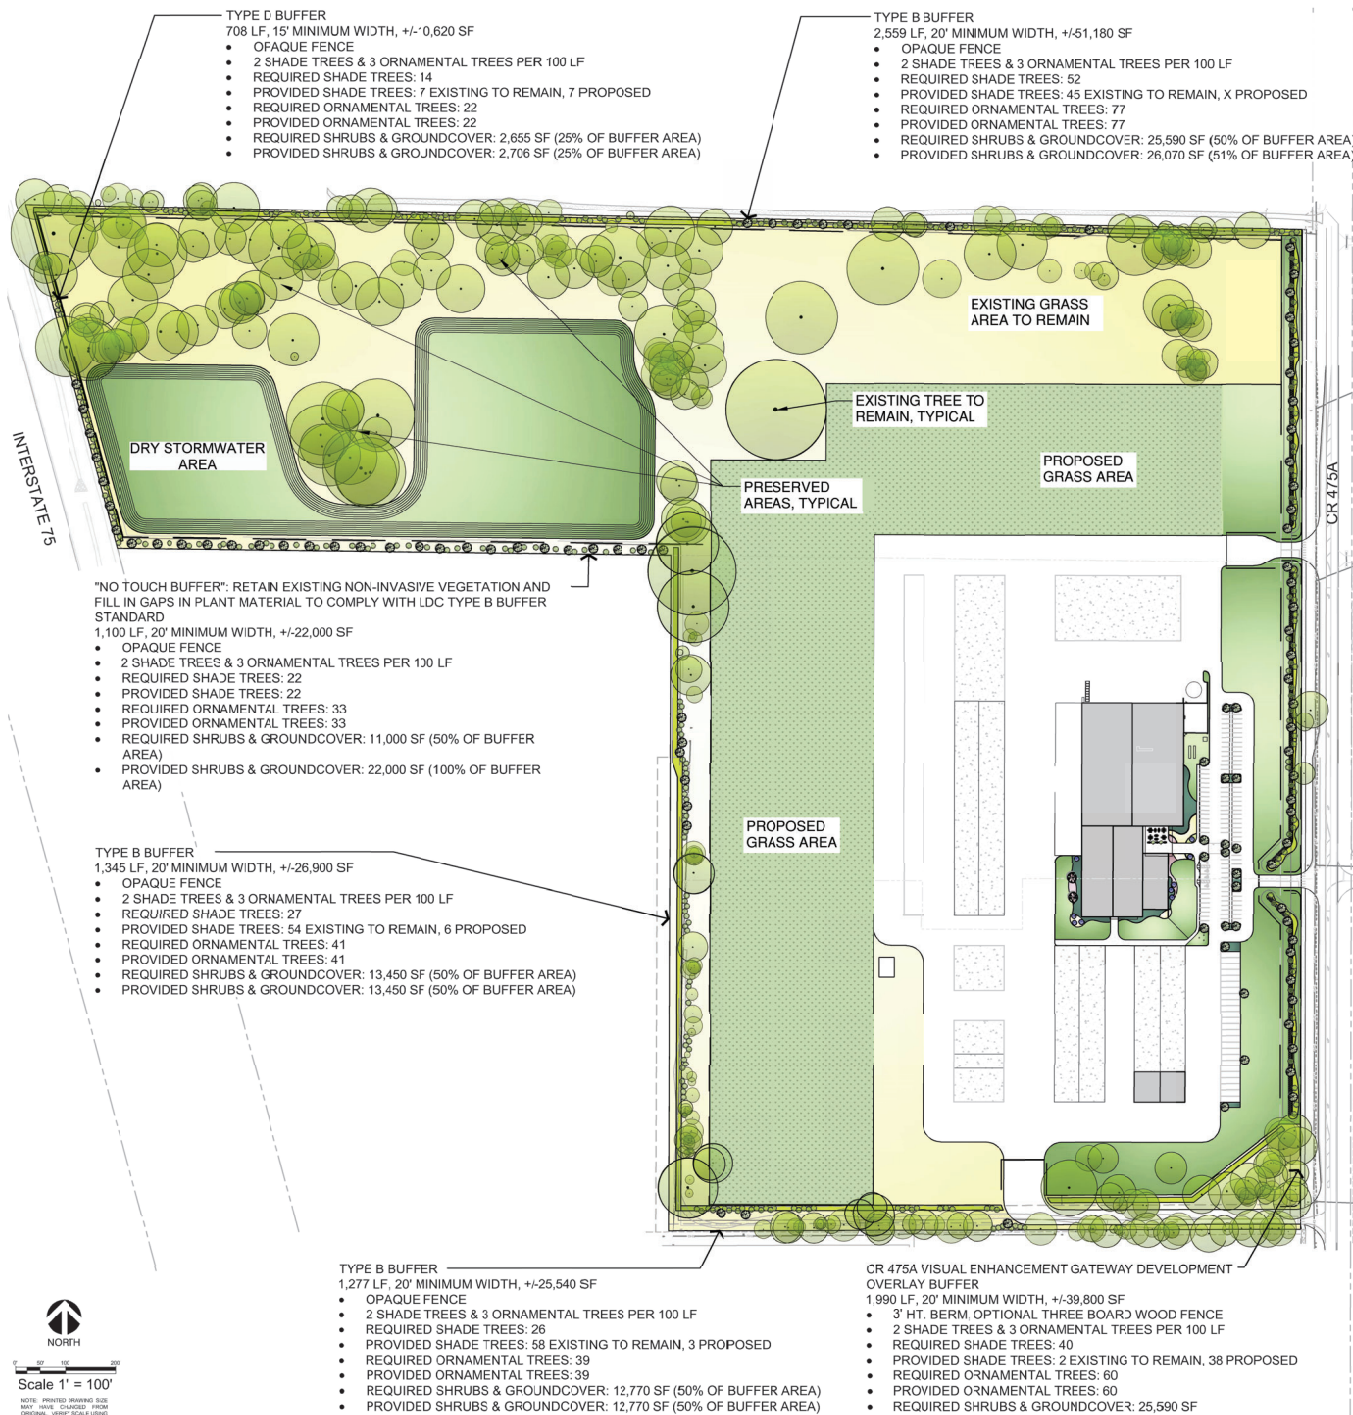 TYPE D BUFFER
708 LF, 15' MINIMUM WIDTH, +/-10,620 SF
• OPAQUE FENCE
• 2 SHADE TREES & 3 ORNAMENTAL TREES PER 100 LF
• REQUIRED SHADE TREES: 14
• PROVIDED SHADE TREES: 7 EXISTING TO REMAIN, 7 PROPOSED
• REQUIRED ORNAMENTAL TREES: 22
• PROVIDED ORNAMENTAL TREES: 22
• REQUIRED SHRUBS & GROUNDCOVER: 2,655 SF (25% OF BUFFER AREA)
• PROVIDED SHRUBS & GROUNDCOVER: 2,706 SF (25% OF BUFFER AREA)
TYPE B BUFFER
2,559 LF, 20' MINIMUM WIDTH, +/-51,180 SF
• OPAQUE FENCE
• 2 SHADE TREES & 3 ORNAMENTAL TREES PER 100 LF
• REQUIRED SHADE TREES: 52
• PROVIDED SHADE TREES: 45 EXISTING TO REMAIN, X PROPOSED
• REQUIRED ORNAMENTAL TREES: 77
• PROVIDED ORNAMENTAL TREES: 77
• REQUIRED SHRUBS & GROUNDCOVER: 25,590 SF (50% OF BUFFER AREA)
• PROVIDED SHRUBS & GROUNDCOVER: 26,070 SF (51% OF BUFFER AREA)
EXISTING GRASS
AREA TO REMAIN
EXISTING TREE TO
REMAIN, TYPICAL
DRY STORMWATER
AREA
PROPOSED
GRASS AREA
PRESERVED
AREAS, TYPICAL
INTERSTATE 75
CR 475A
"NO TOUCH BUFFER": RETAIN EXISTING NON-INVASIVE VEGETATION AND
FILL IN GAPS IN PLANT MATERIAL TO COMPLY WITH LDC TYPE B BUFFER
STANDARD
1,100 LF, 20' MINIMUM WIDTH, +/-22,000 SF
• OPAQUE FENCE
• 2 SHADE TREES & 3 ORNAMENTAL TREES PER 100 LF
• REQUIRED SHADE TREES: 22
• PROVIDED SHADE TREES: 22
• REQUIRED ORNAMENTAL TREES: 33
• PROVIDED ORNAMENTAL TREES: 33
• REQUIRED SHRUBS & GROUNDCOVER: 11,000 SF (50% OF BUFFER
AREA)
• PROVIDED SHRUBS & GROUNDCOVER: 22,000 SF (100% OF BUFFER
AREA)
PROPOSED
GRASS AREA
TYPE B BUFFER
1,345 LF, 20' MINIMUM WIDTH, +/-26,900 SF
• OPAQUE FENCE
• 2 SHADE TREES & 3 ORNAMENTAL TREES PER 100 LF
• REQUIRED SHADE TREES: 27
• PROVIDED SHADE TREES: 54 EXISTING TO REMAIN, 6 PROPOSED
• REQUIRED ORNAMENTAL TREES: 41
• PROVIDED ORNAMENTAL TREES: 41
• REQUIRED SHRUBS & GROUNDCOVER: 13,450 SF (50% OF BUFFER AREA)
• PROVIDED SHRUBS & GROUNDCOVER: 13,450 SF (50% OF BUFFER AREA)
TYPE B BUFFER
1,277 LF, 20' MINIMUM WIDTH, +/-25,540 SF
• OPAQUE FENCE
• 2 SHADE TREES & 3 ORNAMENTAL TREES PER 100 LF
• REQUIRED SHADE TREES: 26
• PROVIDED SHADE TREES: 58 EXISTING TO REMAIN, 3 PROPOSED
• REQUIRED ORNAMENTAL TREES: 39
• PROVIDED ORNAMENTAL TREES: 39
• REQUIRED SHRUBS & GROUNDCOVER: 12,770 SF (50% OF BUFFER AREA)
• PROVIDED SHRUBS & GROUNDCOVER: 12,770 SF (50% OF BUFFER AREA)
CR 475A VISUAL ENHANCEMENT GATEWAY DEVELOPMENT
OVERLAY BUFFER
1,990 LF, 20' MINIMUM WIDTH, +/-39,800 SF
• 3' HT. BERM, OPTIONAL THREE BOARD WOOD FENCE
• 2 SHADE TREES & 3 ORNAMENTAL TREES PER 100 LF
• REQUIRED SHADE TREES: 40
• PROVIDED SHADE TREES: 2 EXISTING TO REMAIN, 38 PROPOSED
• REQUIRED ORNAMENTAL TREES: 60
• PROVIDED ORNAMENTAL TREES: 60
• REQUIRED SHRUBS & GROUNDCOVER: 25,590 SF
NORTH
0' 50' 100' 200'
Scale 1' = 100'
NOTE: PRINTED DRAWING SIZE
MAY HAVE CHANGED FROM
ORIGINAL. VERIFY SCALE USING